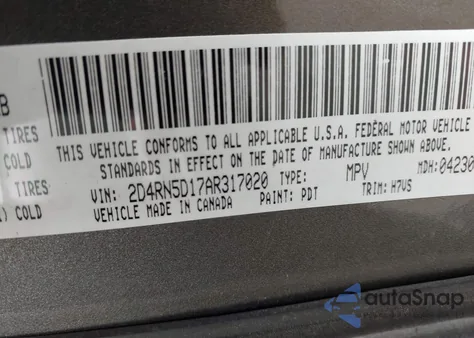 B
TIRES
COLD
TIRES
) COLD
THIS VEHICLE CONFORMS TO ALL APPLICABLE U.S.A. FEDERAL MOTOR VEHICLE
STANDARDS IN EFFECT ON THE DATE OF MANUFACTURE SHOWN ABOVE.
VIN: 2D4RN5D17AR317020 TYPE: MPV MDH:04230
VEHICLE MADE IN CANADA PAINT: PDT TRIM: H7VS
autoSnap